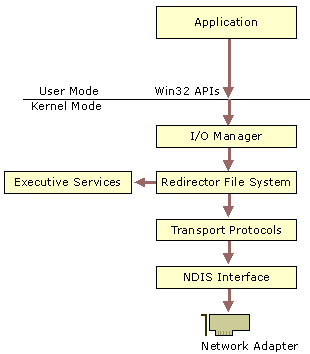 Application
User Mode
Win32 APIs
Kernel Mode
I/O Manager
Executive Services
Redirector File System
Transport Protocols
NDIS Interface
Network Adapter